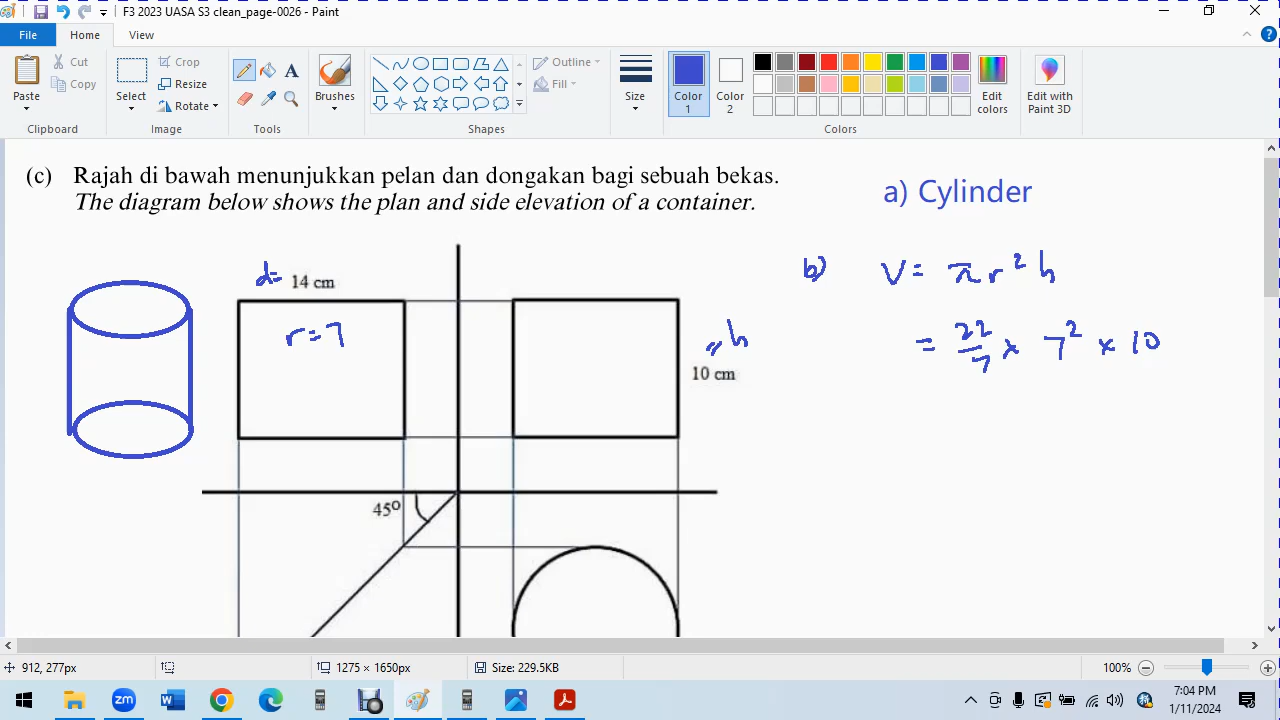 F3 2023 UASA S3 clean_page-0026 - Paint
File Home View
Paste Cut Copy Clipboard
Select Crop Resize Rotate Image
A Tools
Brushes
Outline Fill Shapes
Size
Color 1 Color 2 Edit colors Colors
Edit with Paint 3D
(c) Rajah di bawah menunjukkan pelan dan dongakan bagi sebuah bekas.
The diagram below shows the plan and side elevation of a container.
d= 14 cm
r=7
=h
10 cm
45º
a) Cylinder
b) V= πr²h
= 22/7 × 7² × 10
912, 277px 1275 × 1650px Size: 229.5KB 100%
zm W
7:04 PM
1/11/2024